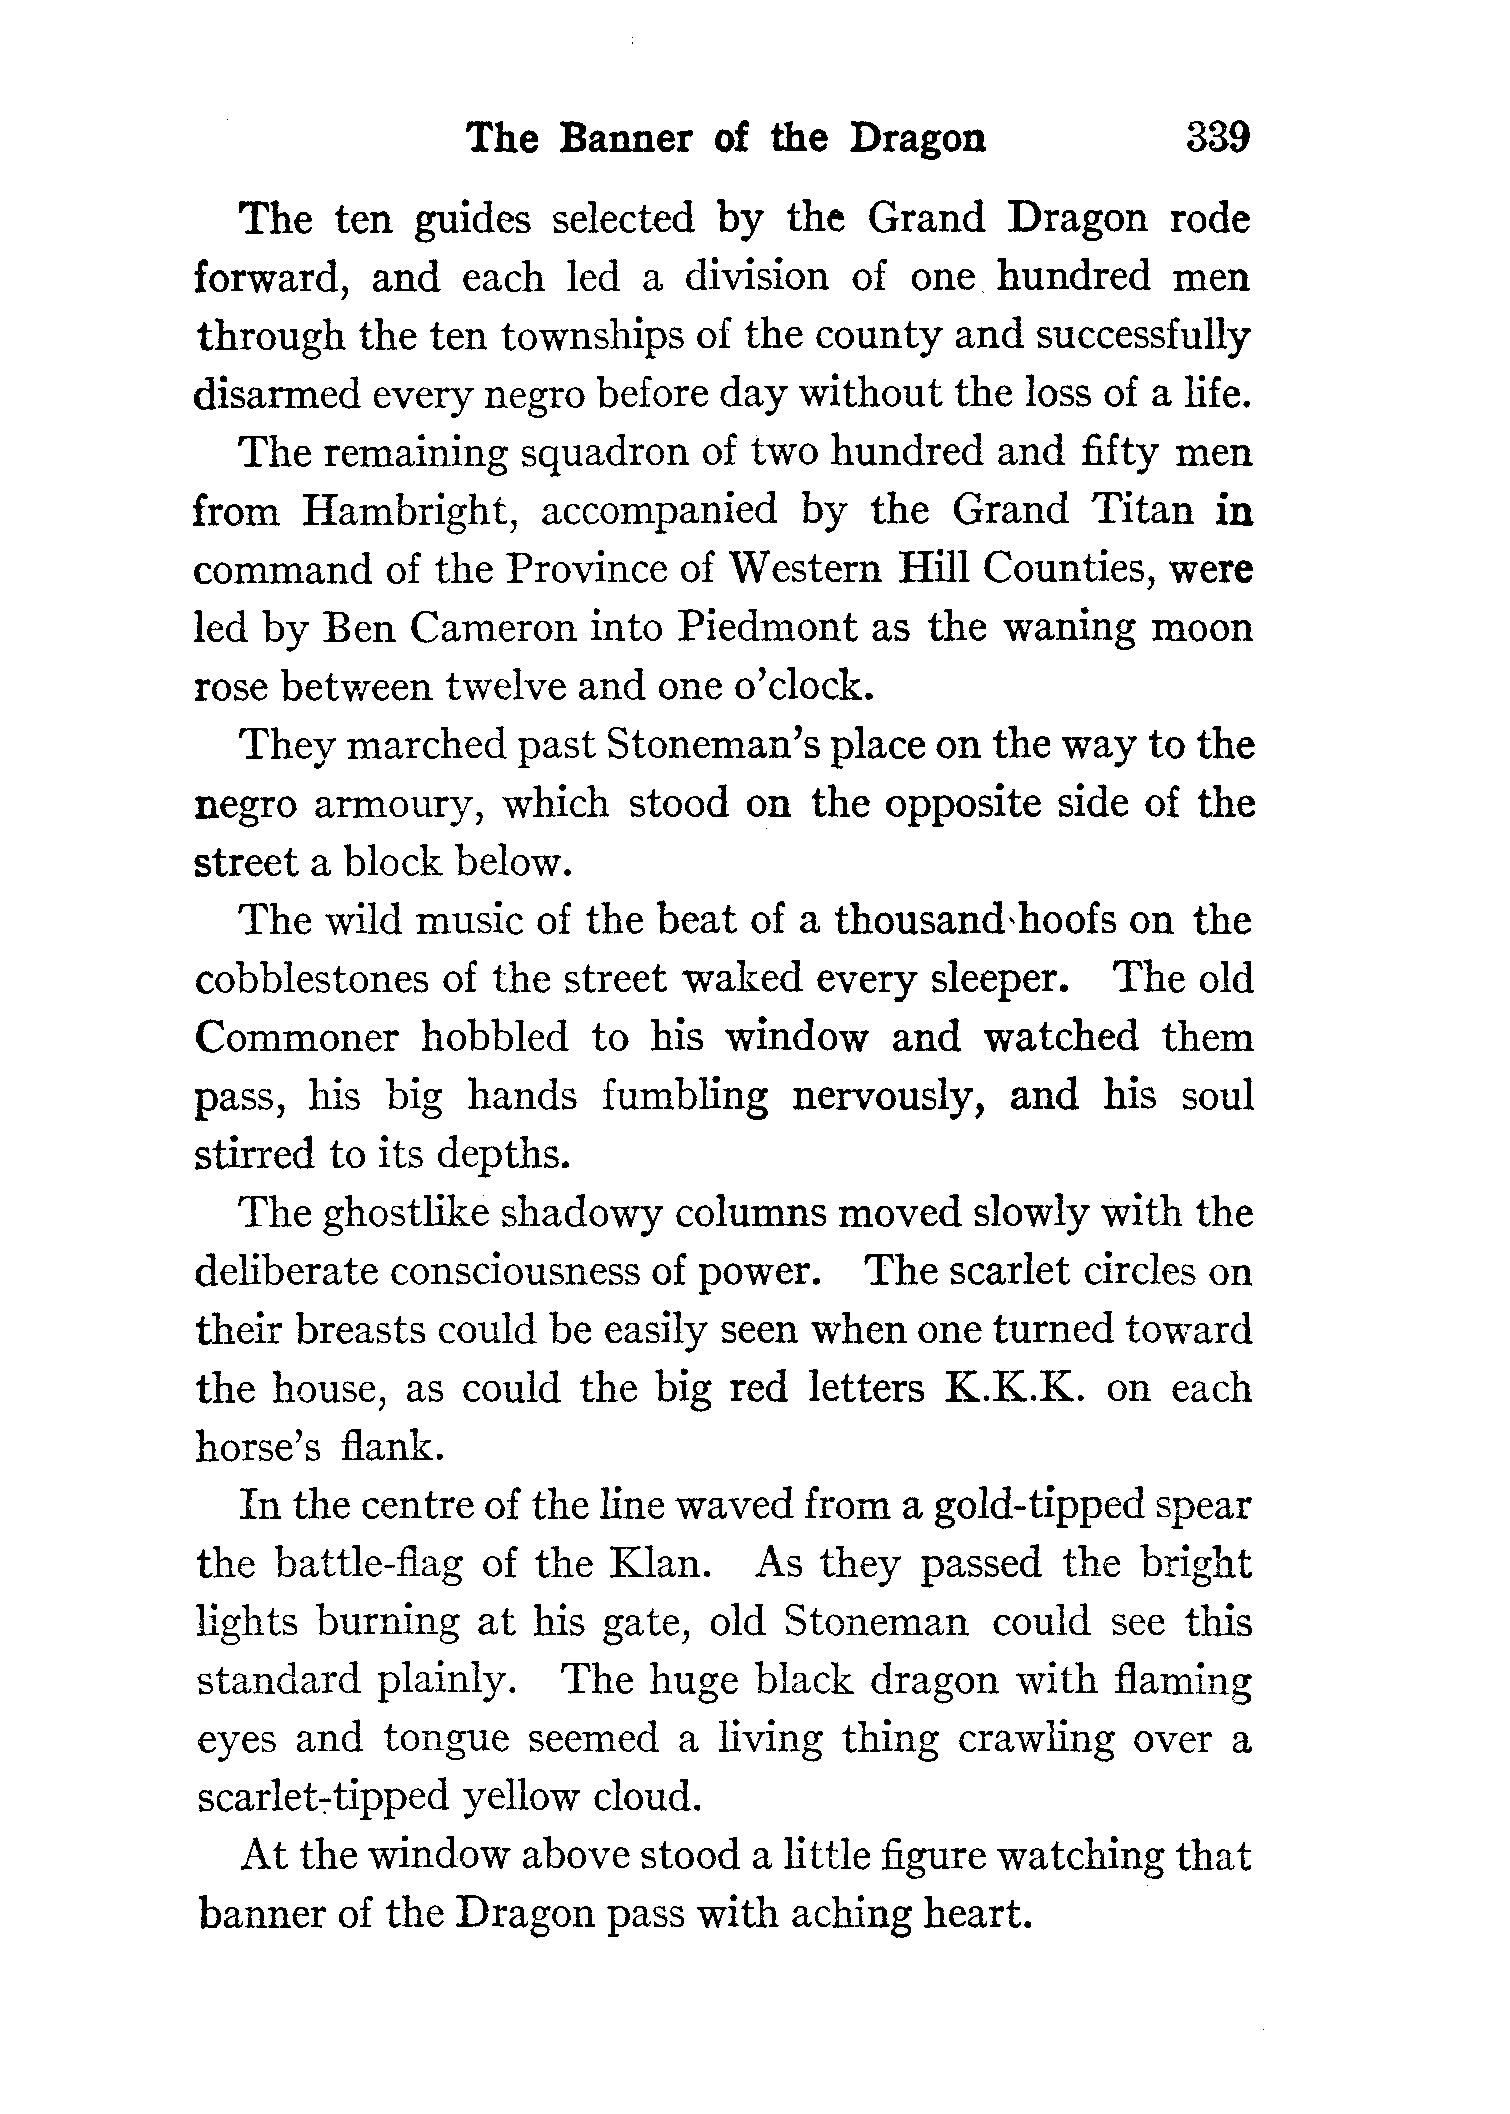 The Banner of the Dragon 339
The ten guides selected by the Grand Dragon rode
forward, and each led a division of one hundred men
through the ten townships of the county and successfully
disarmed every negro before day without the loss of a life.
The remaining squadron of two hundred and fifty men
from Hambright, accompanied by the Grand Titan in
command of the Province of Western Hill Counties, were
led by Ben Cameron into Piedmont as the waning moon
rose between twelve and one o'clock.
They marched past Stoneman's place on the way to the
negro armoury, which stood on the opposite side of the
street a block below.
The wild music of the beat of a thousand hoofs on the
cobblestones of the street waked every sleeper. The old
Commoner hobbled to his window and watched them
pass, his big hands fumbling nervously, and his soul
stirred to its depths.
The ghostlike shadowy columns moved slowly with the
deliberate consciousness of power. The scarlet circles on
their breasts could be easily seen when one turned toward
the house, as could the big red letters K.K.K. on each
horse's flank.
In the centre of the line waved from a gold-tipped spear
the battle-flag of the Klan. As they passed the bright
lights burning at his gate, old Stoneman could see this
standard plainly. The huge black dragon with flaming
eyes and tongue seemed a living thing crawling over a
scarlet-tipped yellow cloud.
At the window above stood a little figure watching that
banner of the Dragon pass with aching heart.